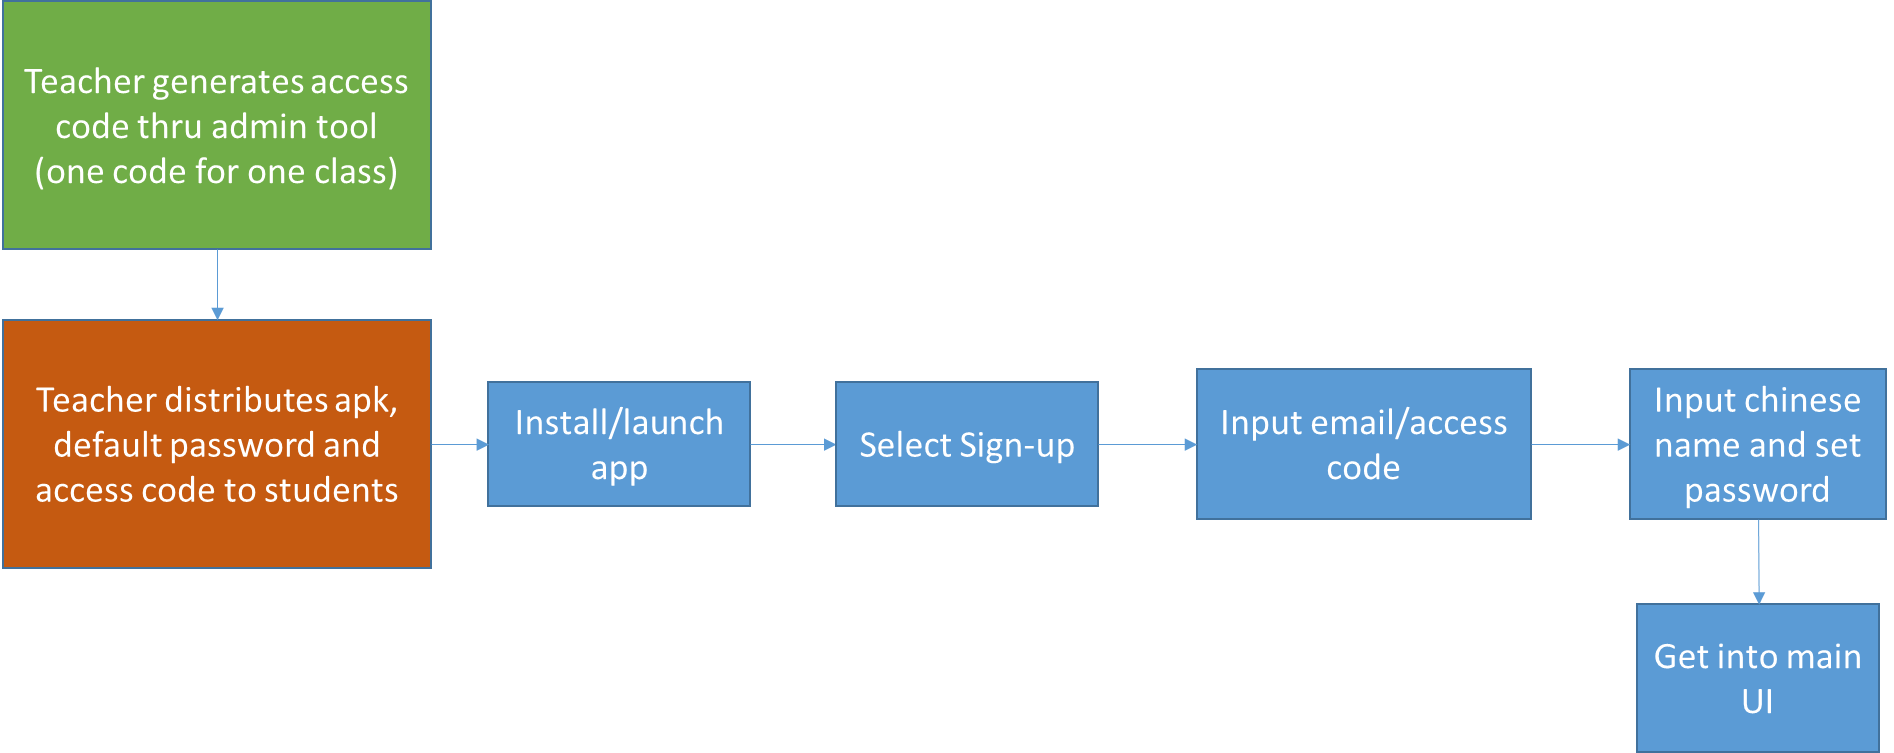 Teacher generates access
code thru admin tool
(one code for one class)
Teacher distributes apk,
default password and
access code to students
Install/launch
app
Select Sign-up
Input email/access
code
Input chinese
name and set
password
Get into main
UI